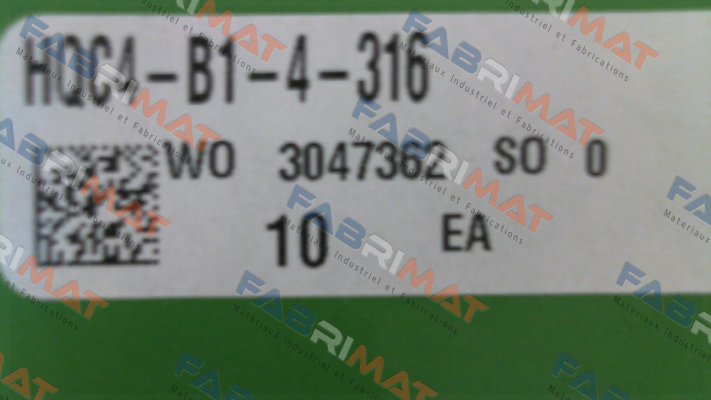 HQC4-B1-4-316
WO 3047362 SO 0
10 EA
FABRIMAT
Matériaux Industriel et Fabrications